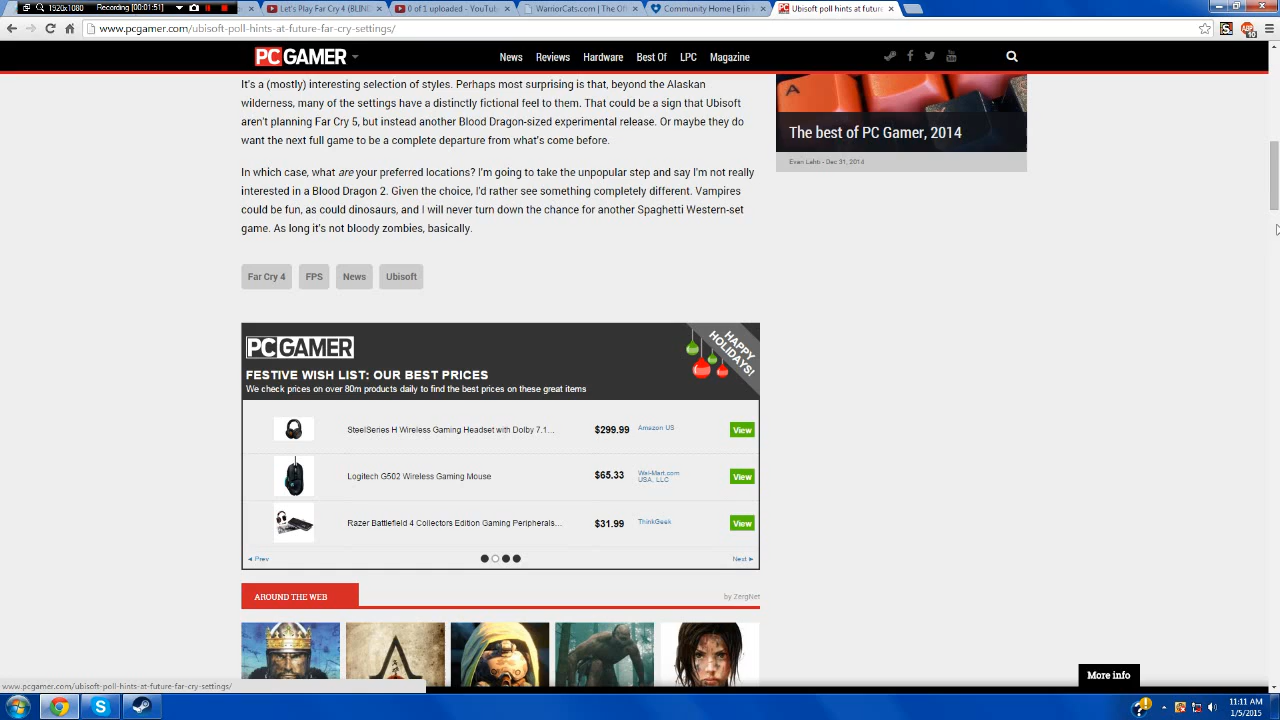 1920x1080
Recording [00:01:51]
Let's Play Far Cry 4 (BLIND
0 of 1 uploaded - YouTub
WarriorCats.com | The Off
Community Home | Erin H
Ubisoft poll hints at future
www.pcgamer.com/ubisoft-poll-hints-at-future-far-cry-settings/
PC GAMER
News
Reviews
Hardware
Best Of
LPC
Magazine
It's a (mostly) interesting selection of styles. Perhaps most surprising is that, beyond the Alaskan
wilderness, many of the settings have a distinctly fictional feel to them. That could be a sign that Ubisoft
aren't planning Far Cry 5, but instead another Blood Dragon-sized experimental release. Or maybe they do
want the next full game to be a complete departure from what's come before.
In which case, what are your preferred locations? I'm going to take the unpopular step and say I'm not really
interested in a Blood Dragon 2. Given the choice, I'd rather see something completely different. Vampires
could be fun, as could dinosaurs, and I will never turn down the chance for another Spaghetti Western-set
game. As long it's not bloody zombies, basically.
A
The best of PC Gamer, 2014
Evan Lahti - Dec 31, 2014
Far Cry 4
FPS
News
Ubisoft
PC GAMER
HAPPY
HOLIDAYS!
FESTIVE WISH LIST: OUR BEST PRICES
We check prices on over 80m products daily to find the best prices on these great items
SteelSeries H Wireless Gaming Headset with Dolby 7.1...
$299.99
Amazon US
View
Logitech G502 Wireless Gaming Mouse
$65.33
Wal-Mart.com
USA, LLC
View
Razer Battlefield 4 Collectors Edition Gaming Peripherals...
$31.99
ThinkGeek
View
◄ Prev
Next ►
AROUND THE WEB
by ZergNet
More info
www.pcgamer.com/ubisoft-poll-hints-at-future-far-cry-settings/
11:11 AM
1/5/2015